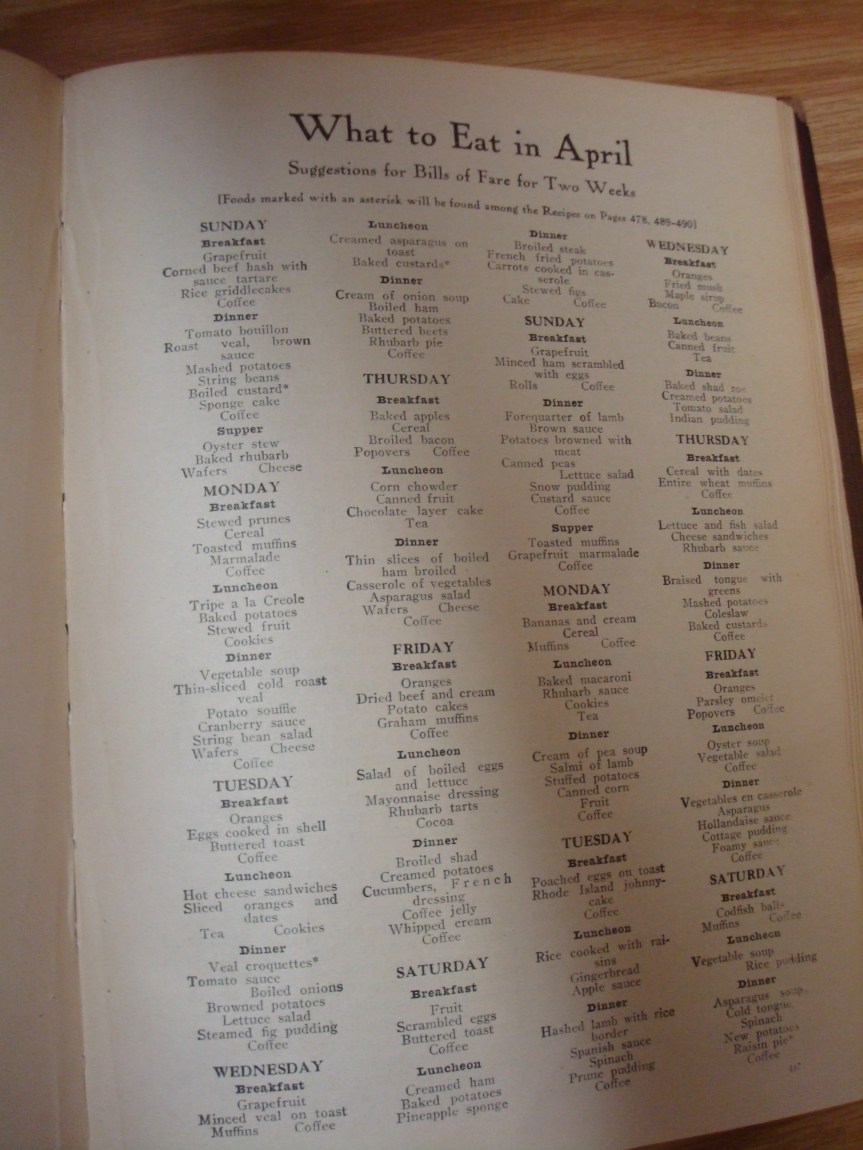 What to Eat in April
Suggestions for Bills of Fare for Two Weeks
[Foods marked with an asterisk will be found among the Recipes on Pages 478, 489-490]
SUNDAY
Breakfast
Grapefruit
Corned beef hash with
sauce tartare
Rice griddlecakes
Coffee
Dinner
Tomato bouillon
Roast veal, brown
sauce
Mashed potatoes
String beans
Boiled custard*
Sponge cake
Coffee
Supper
Oyster stew
Baked rhubarb
Wafers Cheese
MONDAY
Breakfast
Stewed prunes
Cereal
Toasted muffins
Marmalade
Coffee
Luncheon
Tripe a la Creole
Baked potatoes
Stewed fruit
Cookies
Dinner
Vegetable soup
Thin-sliced cold roast
veal
Potato souffle
Cranberry sauce
String bean salad
Wafers Cheese
Coffee
TUESDAY
Breakfast
Oranges
Eggs cooked in shell
Buttered toast
Coffee
Luncheon
Hot cheese sandwiches
Sliced oranges and
dates
Tea Cookies
Dinner
Veal croquettes*
Tomato sauce
Boiled onions
Browned potatoes
Lettuce salad
Steamed fig pudding
Coffee
WEDNESDAY
Breakfast
Grapefruit
Minced veal on toast
Muffins Coffee
Luncheon
Creamed asparagus on
toast
Baked custards*
Dinner
Cream of onion soup
Boiled ham
Baked potatoes
Buttered beets
Rhubarb pie
Coffee
THURSDAY
Breakfast
Baked apples
Cereal
Broiled bacon
Popovers Coffee
Luncheon
Corn chowder
Canned fruit
Chocolate layer cake
Tea
Dinner
Thin slices of boiled
ham broiled
Casserole of vegetables
Asparagus salad
Wafers Cheese
Coffee
FRIDAY
Breakfast
Oranges
Dried beef and cream
Potato cakes
Graham muffins
Coffee
Luncheon
Salad of boiled eggs
and lettuce
Mayonnaise dressing
Rhubarb tarts
Cocoa
Dinner
Broiled shad
Creamed potatoes
Cucumbers, French
dressing
Coffee jelly
Whipped cream
Coffee
SATURDAY
Breakfast
Fruit
Scrambled eggs
Buttered toast
Coffee
Luncheon
Creamed ham
Baked potatoes
Pineapple sponge
Dinner
Broiled steak
French fried potatoes
Carrots cooked in cas-
serole
Stewed figs
Cake Coffee
SUNDAY
Breakfast
Grapefruit
Minced ham scrambled
with eggs
Rolls Coffee
Dinner
Forequarter of lamb
Brown sauce
Potatoes browned with
meat
Canned peas
Lettuce salad
Snow pudding
Custard sauce
Coffee
Supper
Toasted muffins
Grapefruit marmalade
Coffee
MONDAY
Breakfast
Bananas and cream
Cereal
Muffins Coffee
Luncheon
Baked macaroni
Rhubarb sauce
Cookies
Tea
Dinner
Cream of pea soup
Salmi of lamb
Stuffed potatoes
Canned corn
Fruit
Coffee
TUESDAY
Breakfast
Poached eggs on toast
Rhode Island johnny-
cake
Coffee
Luncheon
Rice cooked with rai-
sins
Gingerbread
Apple sauce
Dinner
Hashed lamb with rice
border
Spanish sauce
Spinach
Prune pudding
Coffee
WEDNESDAY
Breakfast
Oranges
Fried mush
Maple sirup
Bacon Coffee
Luncheon
Baked beans
Canned fruit
Tea
Dinner
Baked shad roe
Creamed potatoes
Tomato salad
Indian pudding
THURSDAY
Breakfast
Cereal with dates
Entire wheat muffins
Coffee
Luncheon
Lettuce and fish salad
Cheese sandwiches
Rhubarb sauce
Dinner
Braised tongue with
greens
Mashed potatoes
Coleslaw
Baked custards
Coffee
FRIDAY
Breakfast
Oranges
Parsley omelet
Popovers Coffee
Luncheon
Oyster soup
Vegetable salad
Coffee
Dinner
Vegetables en casserole
Asparagus
Hollandaise sauce
Cottage pudding
Foamy sauce
Coffee
SATURDAY
Breakfast
Codfish balls
Muffins Coffee
Luncheon
Vegetable soup
Rice pudding
Dinner
Asparagus soup
Cold tongue
Spinach
New potatoes
Raisin pie*
Coffee